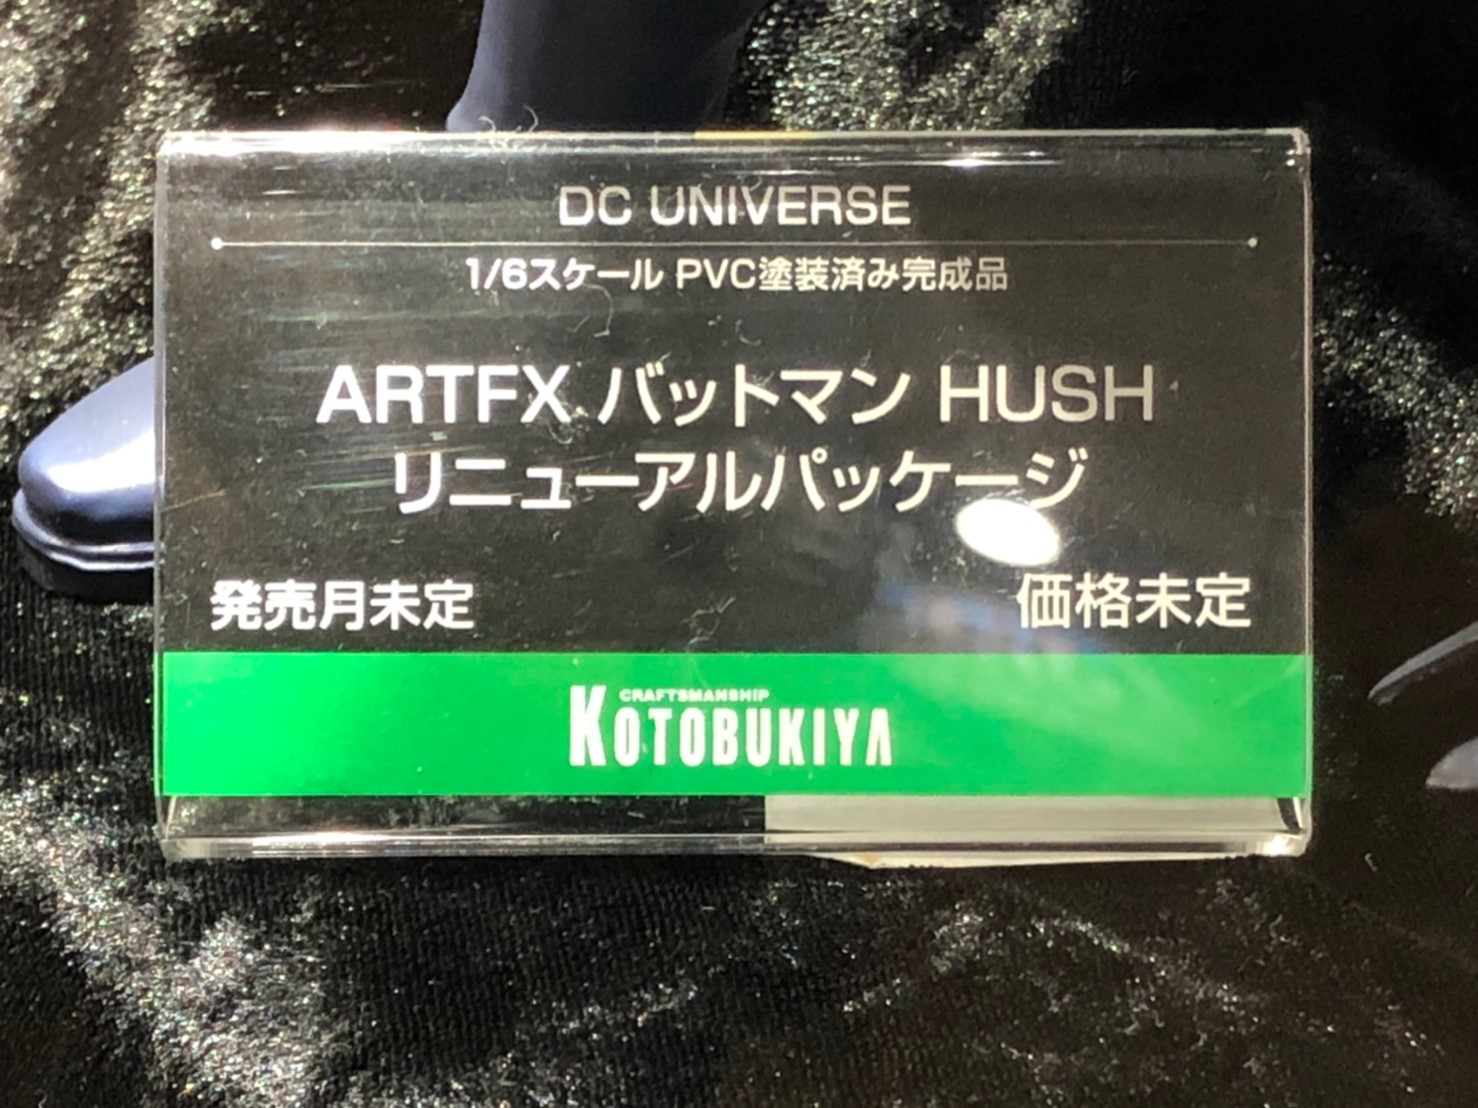 DC UNIVERSE
1/6スケール PVC塗装済み完成品
ARTFX バットマン HUSH
リニューアルパッケージ
発売月未定
価格未定
CRAFTSMANSHIP
KOTOBUKIYA